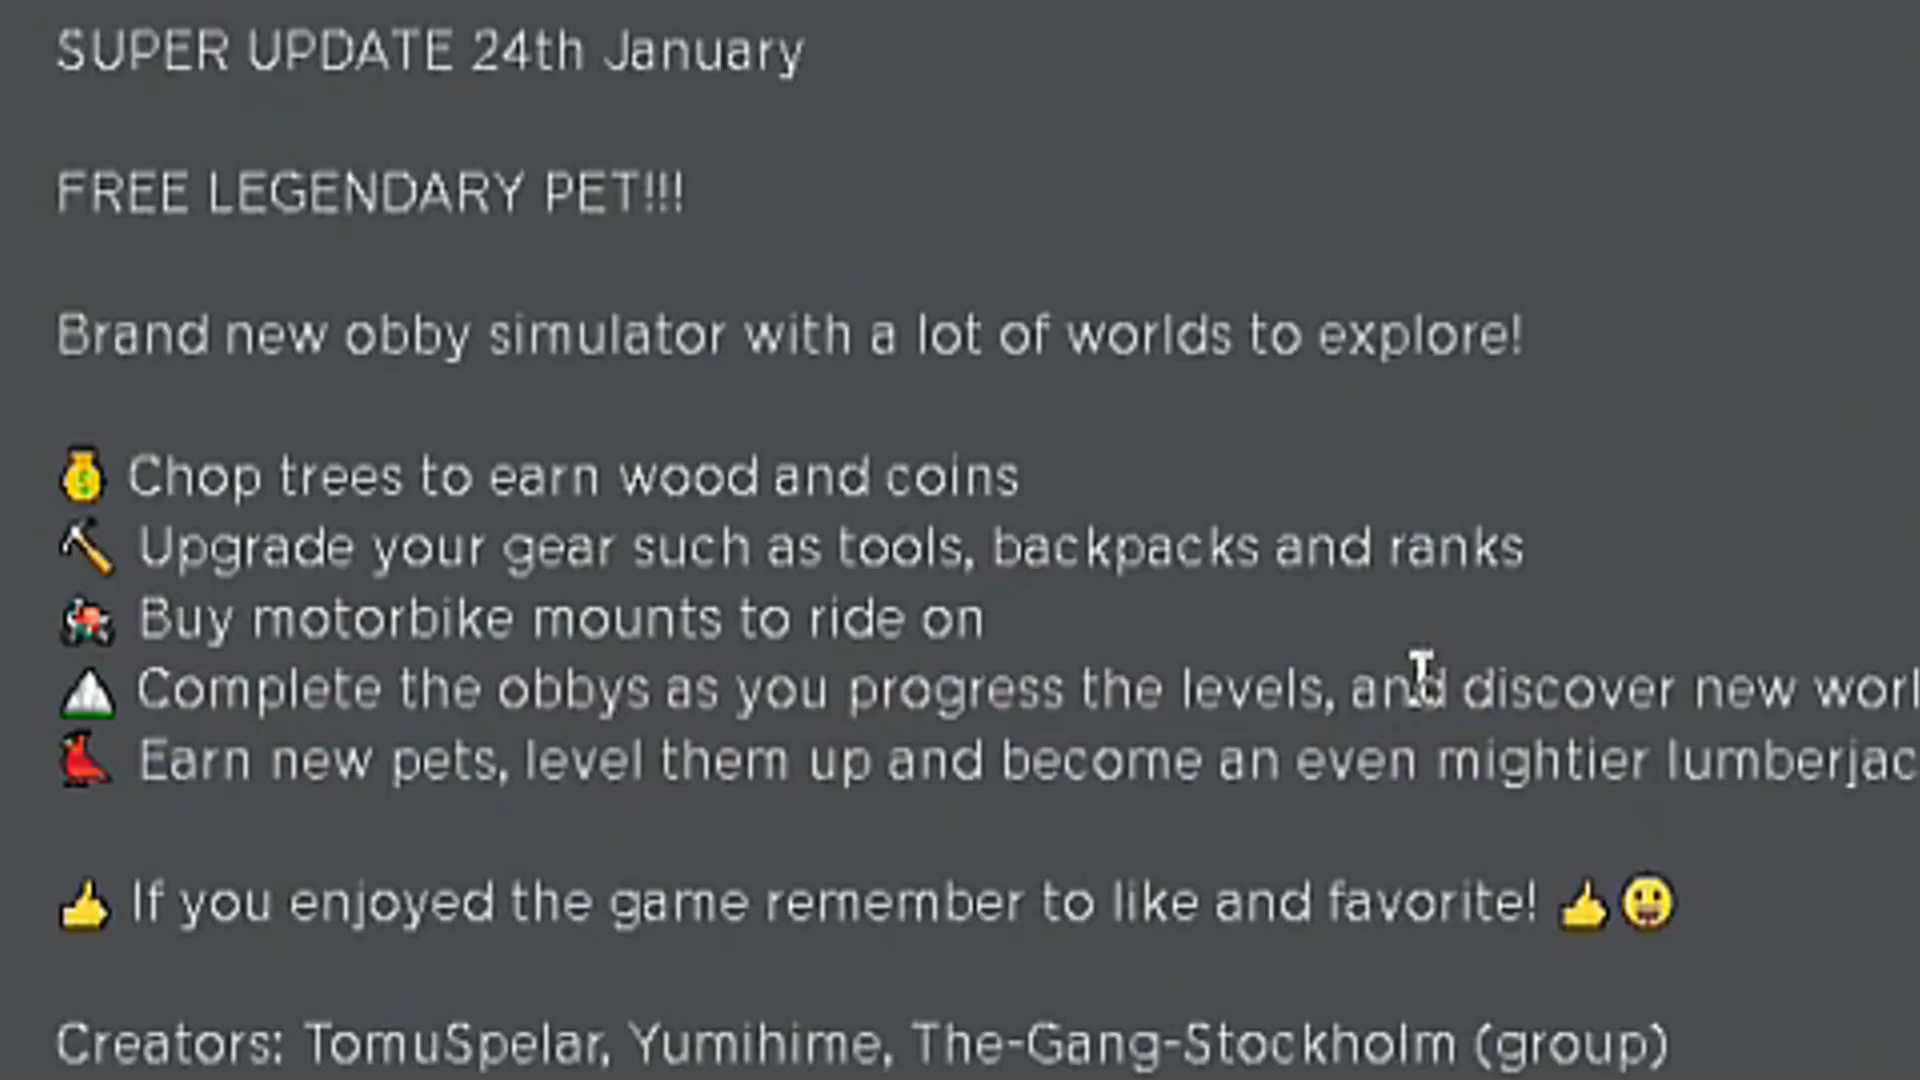 SUPER UPDATE 24th January
FREE LEGENDARY PET!!!
Brand new obby simulator with a lot of worlds to explore!
💰 Chop trees to earn wood and coins
🔨 Upgrade your gear such as tools, backpacks and ranks
🏍 Buy motorbike mounts to ride on
🏔 Complete the obbys as you progress the levels, and discover new worl
🐦 Earn new pets, level them up and become an even mightier lumberjac
👍 If you enjoyed the game remember to like and favorite! 👍😀
Creators: TomuSpelar, Yumihime, The-Gang-Stockholm (group)